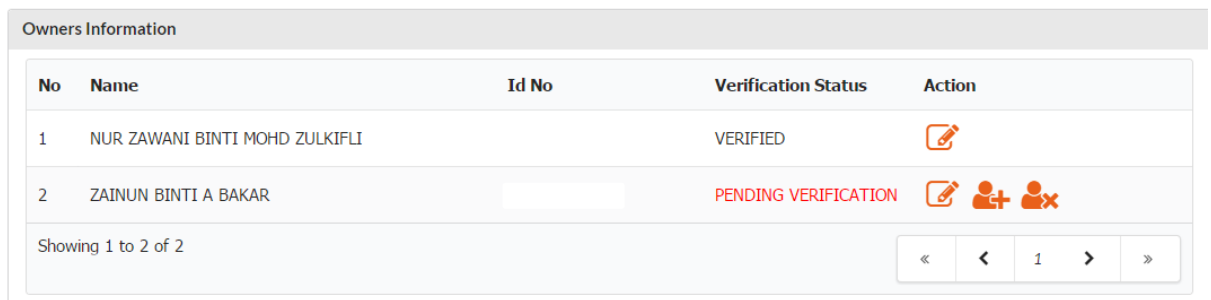 Owners Information
No Name Id No Verification Status Action
1 NUR ZAWANI BINTI MOHD ZULKIFLI VERIFIED
2 ZAINUN BINTI A BAKAR PENDING VERIFICATION
Showing 1 to 2 of 2
« < 1 > »